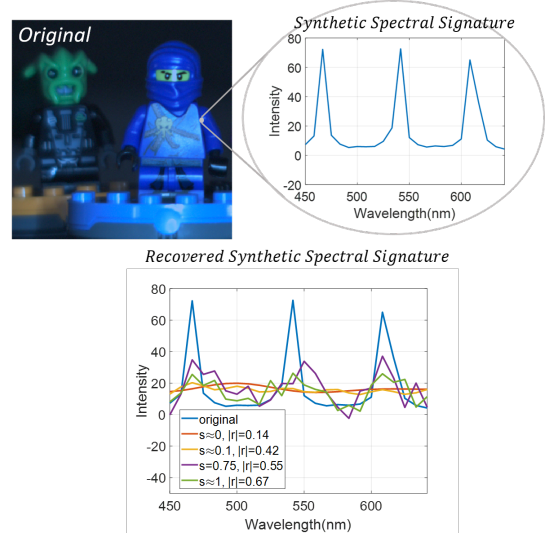 Original
Synthetic Spectral Signature
80
60
40
20
0
-20
450 500 550 600
Intensity
Wavelength(nm)
Recovered Synthetic Spectral Signature
80
60
40
20
0
-20
-40
450 500 550 600
Intensity
Wavelength(nm)
original
s≈0, |r|=0.14
s≈0.1, |r|=0.42
s=0.75, |r|=0.55
s≈1, |r|=0.67